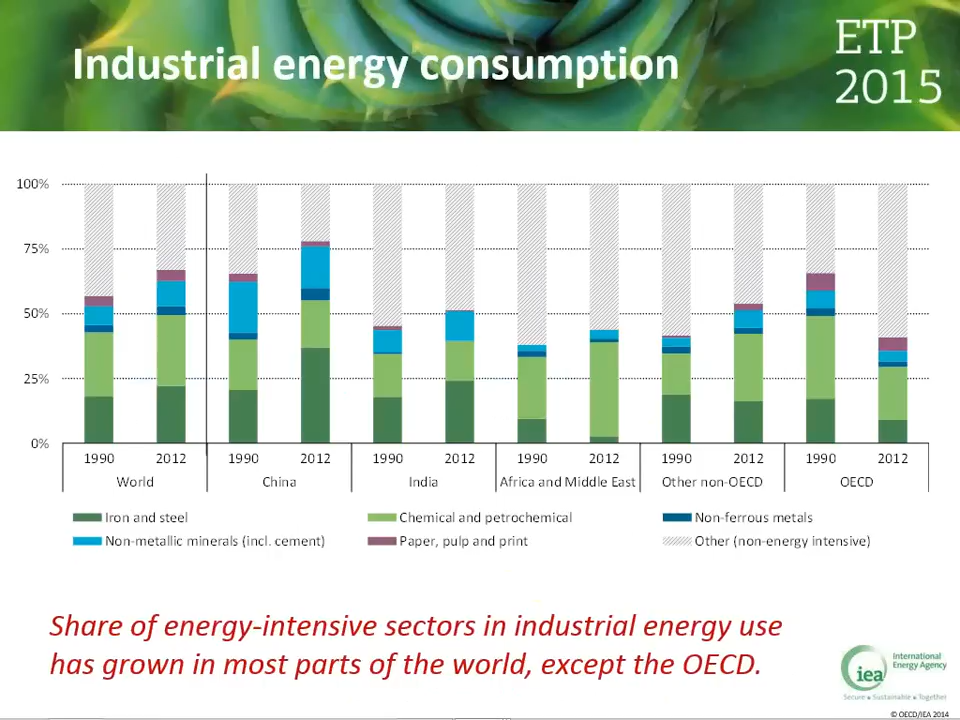 Industrial energy consumption
ETP
2015
100%
75%
50%
25%
0%
1990 2012 1990 2012 1990 2012 1990 2012 1990 2012 1990 2012
World China India Africa and Middle East Other non-OECD OECD
Iron and steel Chemical and petrochemical Non-ferrous metals
Non-metallic minerals (incl. cement) Paper, pulp and print Other (non-energy intensive)
Share of energy-intensive sectors in industrial energy use
has grown in most parts of the world, except the OECD.
iea
International
Energy Agency
Secure • Sustainable • Together
© OECD/IEA 2014